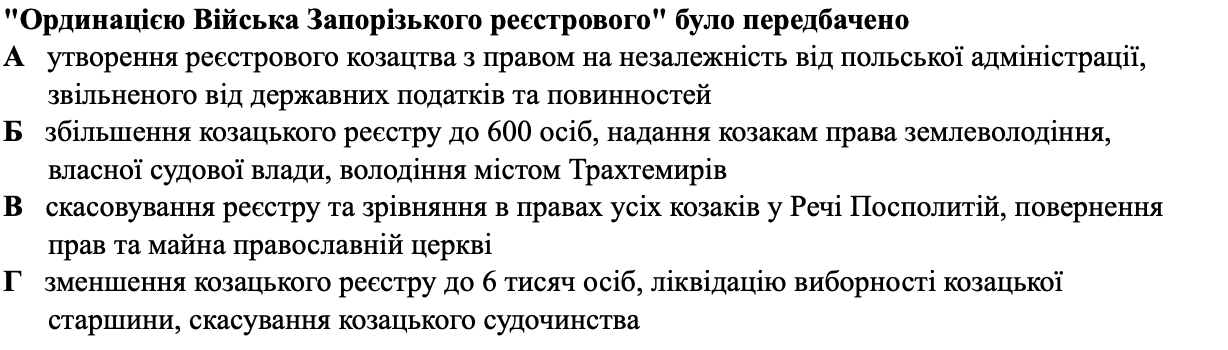 "Ординацією Війська Запорізького реєстрового" було передбачено
А утворення реєстрового козацтва з правом на незалежність від польської адміністрації,
звільненого від державних податків та повинностей
Б збільшення козацького реєстру до 600 осіб, надання козакам права землеволодіння,
власної судової влади, володіння містом Трахтемирів
В скасовування реєстру та зрівняння в правах усіх козаків у Речі Посполитій, повернення
прав та майна православній церкві
Г зменшення козацького реєстру до 6 тисяч осіб, ліквідацію виборності козацької
старшини, скасування козацького судочинства